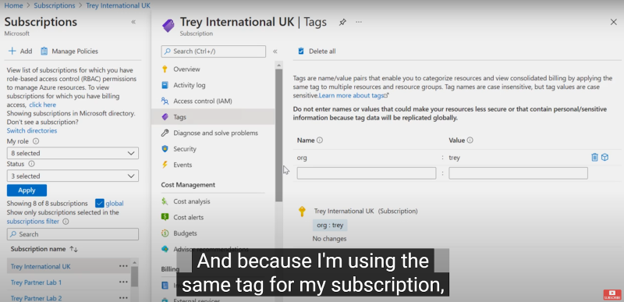 Home > Subscriptions > Trey International UK
Subscriptions
«
Microsoft
+ Add
Manage Policies
View list of subscriptions for which you have
role-based access control (RBAC) permissions
to manage Azure resources. To view
subscriptions for which you have billing
access, click here
Showing subscriptions in Microsoft directory.
Don't see a subscription?
Switch directories
My role
8 selected
Status
3 selected
Apply
Showing 8 of 8 subscriptions
global
Show only subscriptions selected in the
subscriptions filter
Search
Subscription name ↑↓
Trey International UK ...
Trey Partner Lab 1 ...
Trey Partner Lab 2 ...
Trey International UK | Tags
...
Subscription
Search (Ctrl+/)
«
Overview
Activity log
Access control (IAM)
Tags
Diagnose and solve problems
Security
Events
Cost Management
Cost analysis
Cost alerts
Budgets
Billing
Delete all
Tags are name/value pairs that enable you to categorize resources and view consolidated billing by applying the
same tag to multiple resources and resource groups. Tag names are case insensitive, but tag values are case
sensitive.Learn more about tags
Do not enter names or values that could make your resources less secure or that contain personal/sensitive
information because tag data will be replicated globally.
Name
Value
org : trey
:
Trey International UK (Subscription)
org : trey
No changes
And because I'm using the
same tag for my subscription,